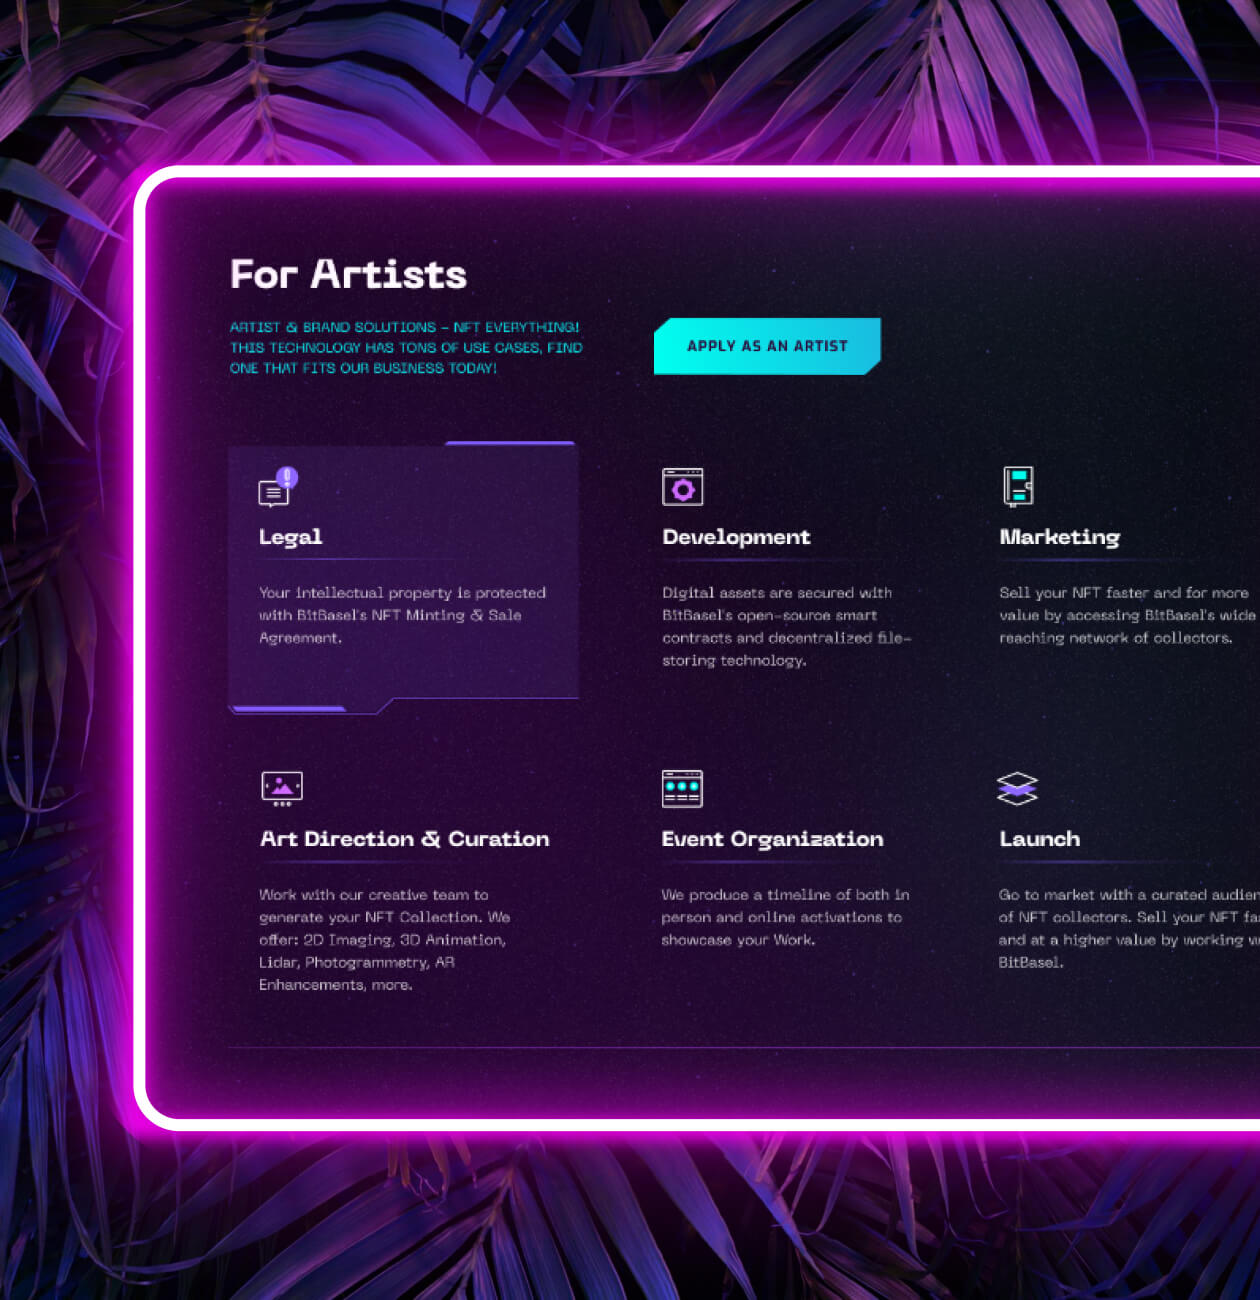 For Artists
ARTIST & BRAND SOLUTIONS – NFT EVERYTHING!
THIS TECHNOLOGY HAS TONS OF USE CASES, FIND
ONE THAT FITS OUR BUSINESS TODAY!
APPLY AS AN ARTIST
Legal
Your intellectual property is protected
with BitBasel's NFT Minting & Sale
Agreement.
Development
Digital assets are secured with
BitBasel's open-source smart
contracts and decentralized file-
storing technology.
Marketing
Sell your NFT faster and for more
value by accessing BitBasel's wide
reaching network of collectors.
Art Direction & Curation
Work with our creative team to
generate your NFT Collection. We
offer: 2D Imaging, 3D Animation,
Lidar, Photogrammetry, AR
Enhancements, more.
Event Organization
We produce a timeline of both in
person and online activations to
showcase your Work.
Launch
Go to market with a curated
of NFT collectors. Sell your NFT
and at a higher value by working
BitBasel.